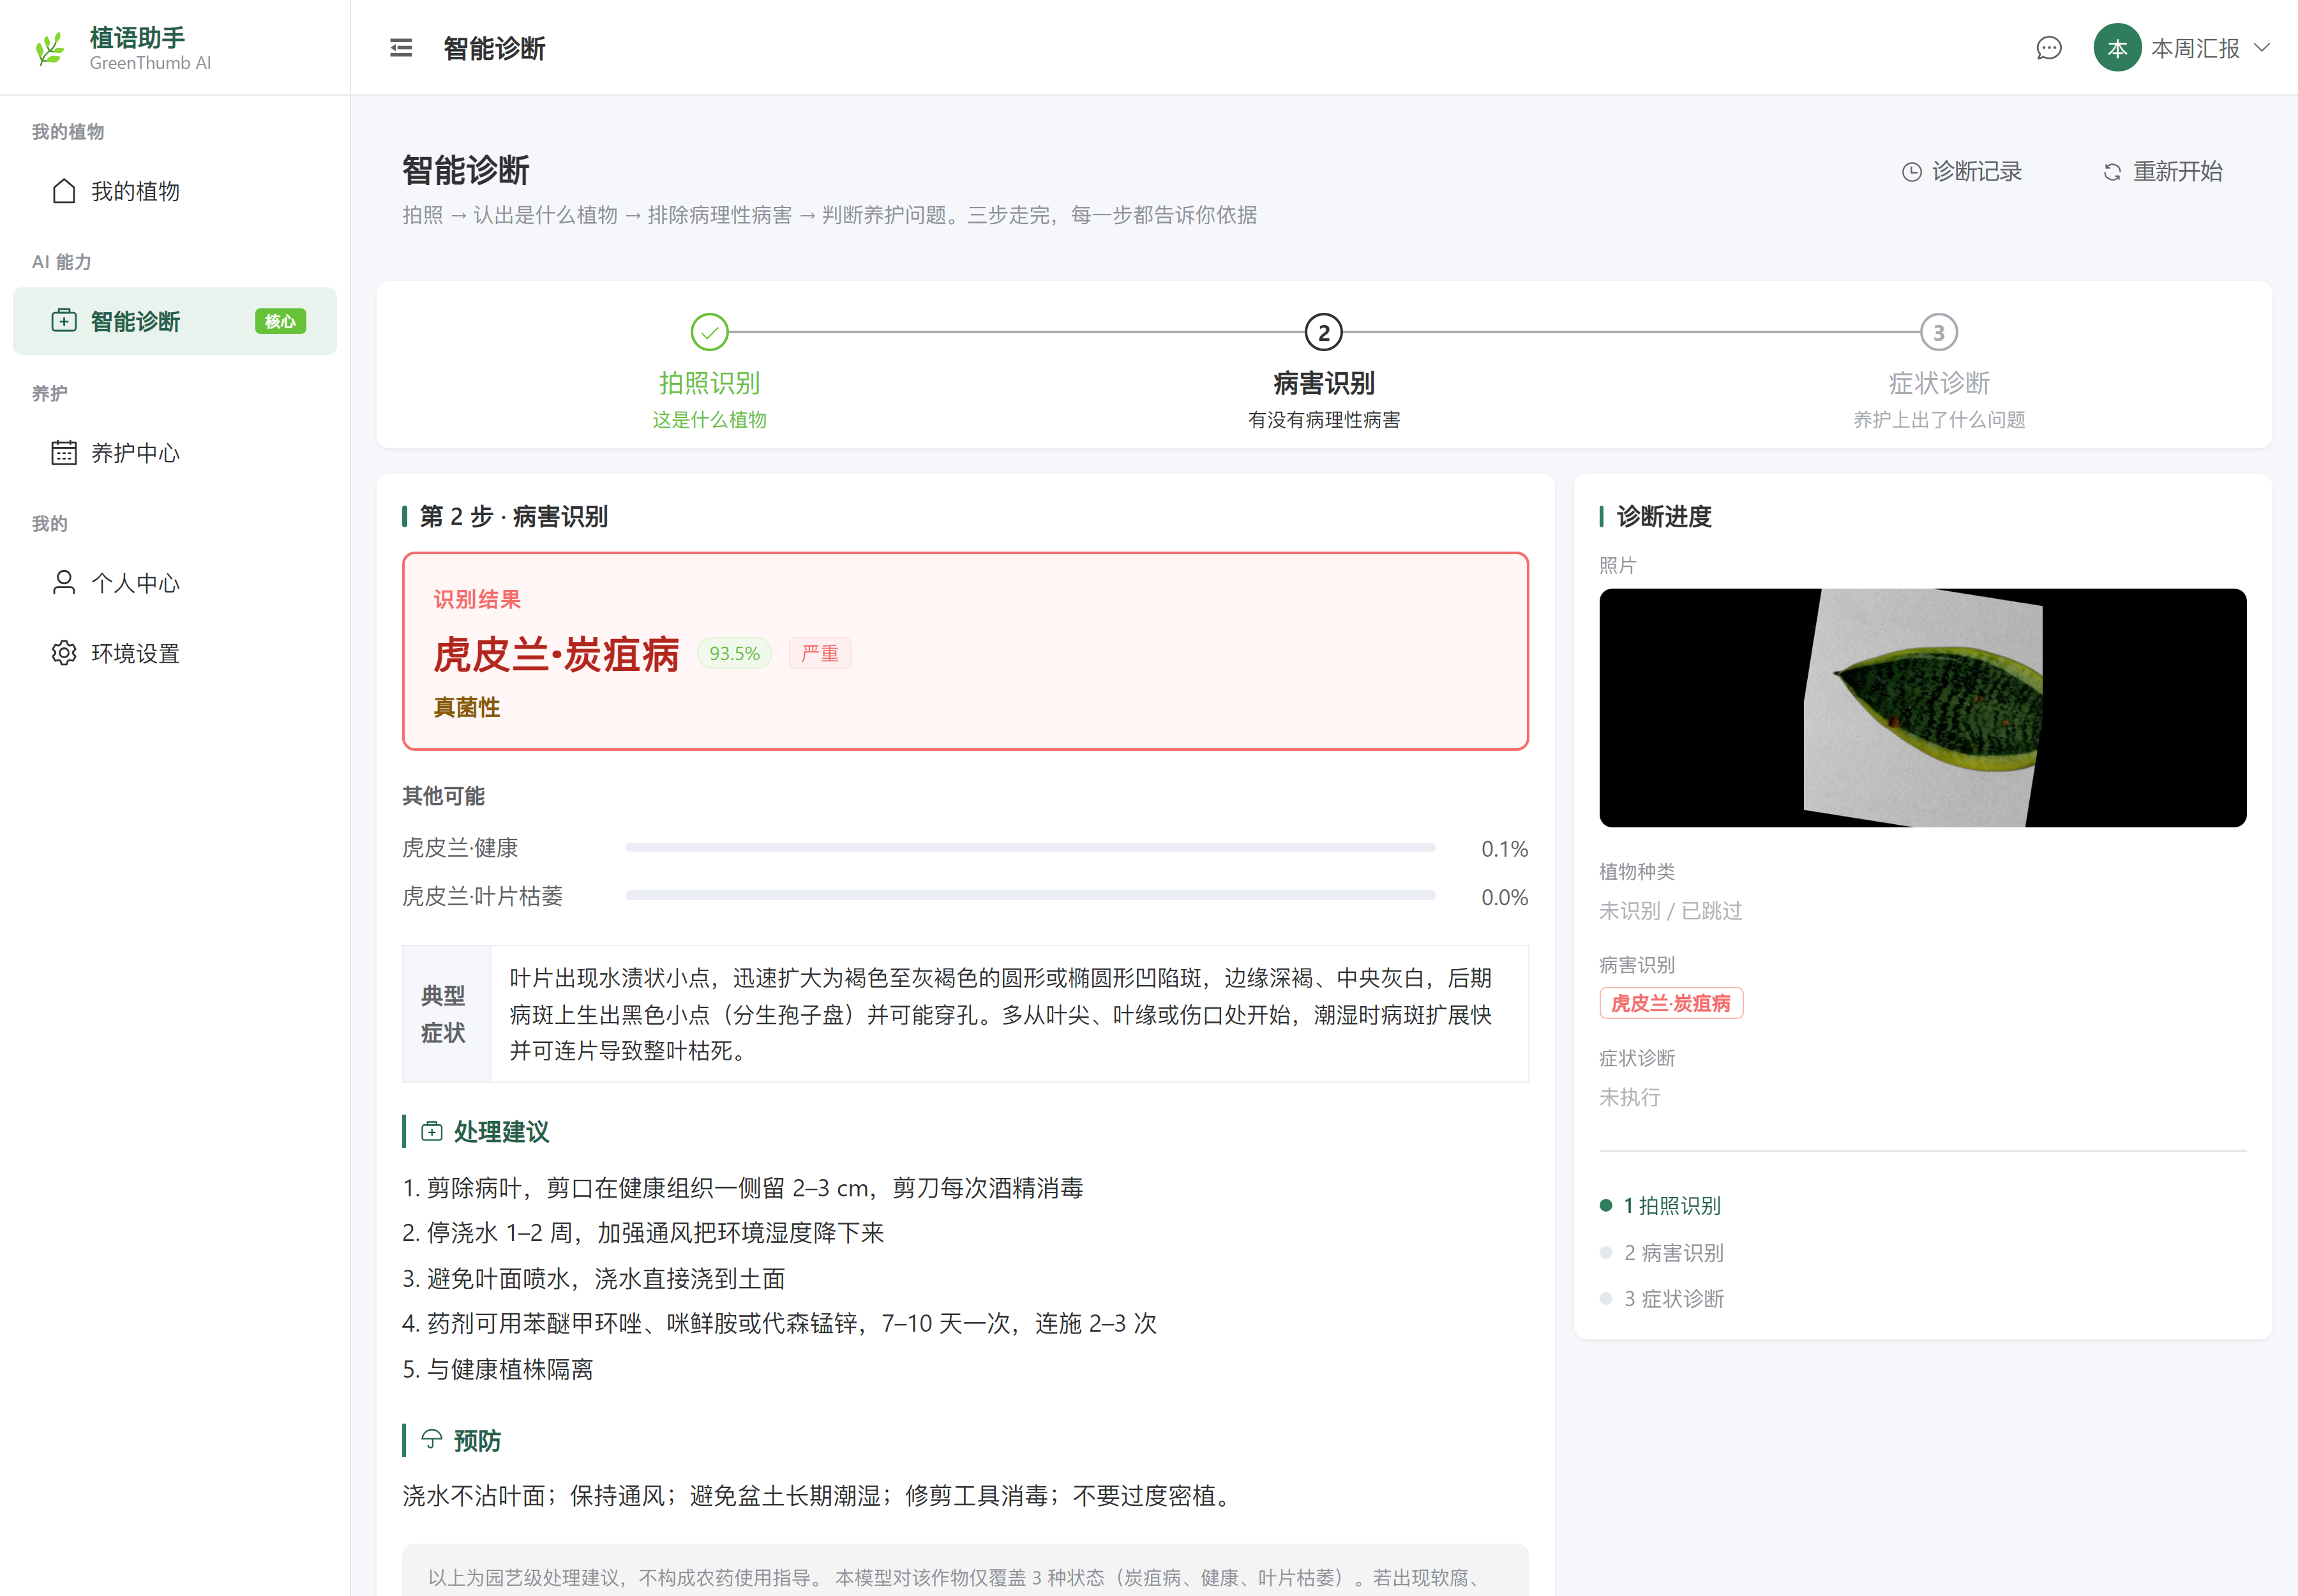 植语助手
GreenThumb AI
智能诊断
本
本周汇报
我的植物
我的植物
AI 能力
智能诊断
核心
养护
养护中心
我的
个人中心
环境设置
智能诊断
拍照 → 认出是什么植物 → 排除病理性病害 → 判断养护问题。三步走完，每一步都告诉你依据
诊断记录
重新开始
拍照识别
这是什么植物
2
病害识别
有没有病理性病害
3
症状诊断
养护上出了什么问题
第 2 步 · 病害识别
识别结果
虎皮兰·炭疽病
93.5%
严重
真菌性
其他可能
虎皮兰·健康
0.1%
虎皮兰·叶片枯萎
0.0%
典型
症状
叶片出现水渍状小点，迅速扩大为褐色至灰褐色的圆形或椭圆形凹陷斑，边缘深褐、中央灰白，后期
病斑上生出黑色小点（分生孢子盘）并可能穿孔。多从叶尖、叶缘或伤口处开始，潮湿时病斑扩展快
并可连片导致整叶枯死。
处理建议
1. 剪除病叶，剪口在健康组织一侧留 2–3 cm，剪刀每次酒精消毒
2. 停浇水 1–2 周，加强通风把环境湿度降下来
3. 避免叶面喷水，浇水直接浇到土面
4. 药剂可用苯醚甲环唑、咪鲜胺或代森锰锌，7–10 天一次，连施 2–3 次
5. 与健康植株隔离
预防
浇水不沾叶面；保持通风；避免盆土长期潮湿；修剪工具消毒；不要过度密植。
以上为园艺级处理建议，不构成农药使用指导。 本模型对该作物仅覆盖 3 种状态（炭疽病、健康、叶片枯萎）。若出现软腐、
诊断进度
照片
植物种类
未识别 / 已跳过
病害识别
虎皮兰·炭疽病
症状诊断
未执行
1 拍照识别
2 病害识别
3 症状诊断